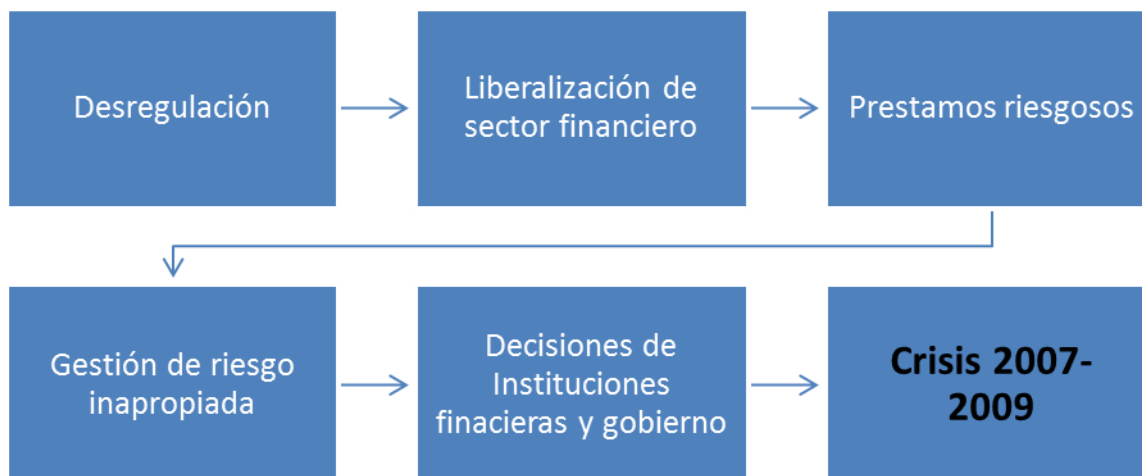 Desregulación
Liberalización de
sector financiero
Prestamos riesgosos
Gestión de riesgo
inapropiada
Decisiones de
Instituciones
finacieras y gobierno
Crisis 2007-
2009